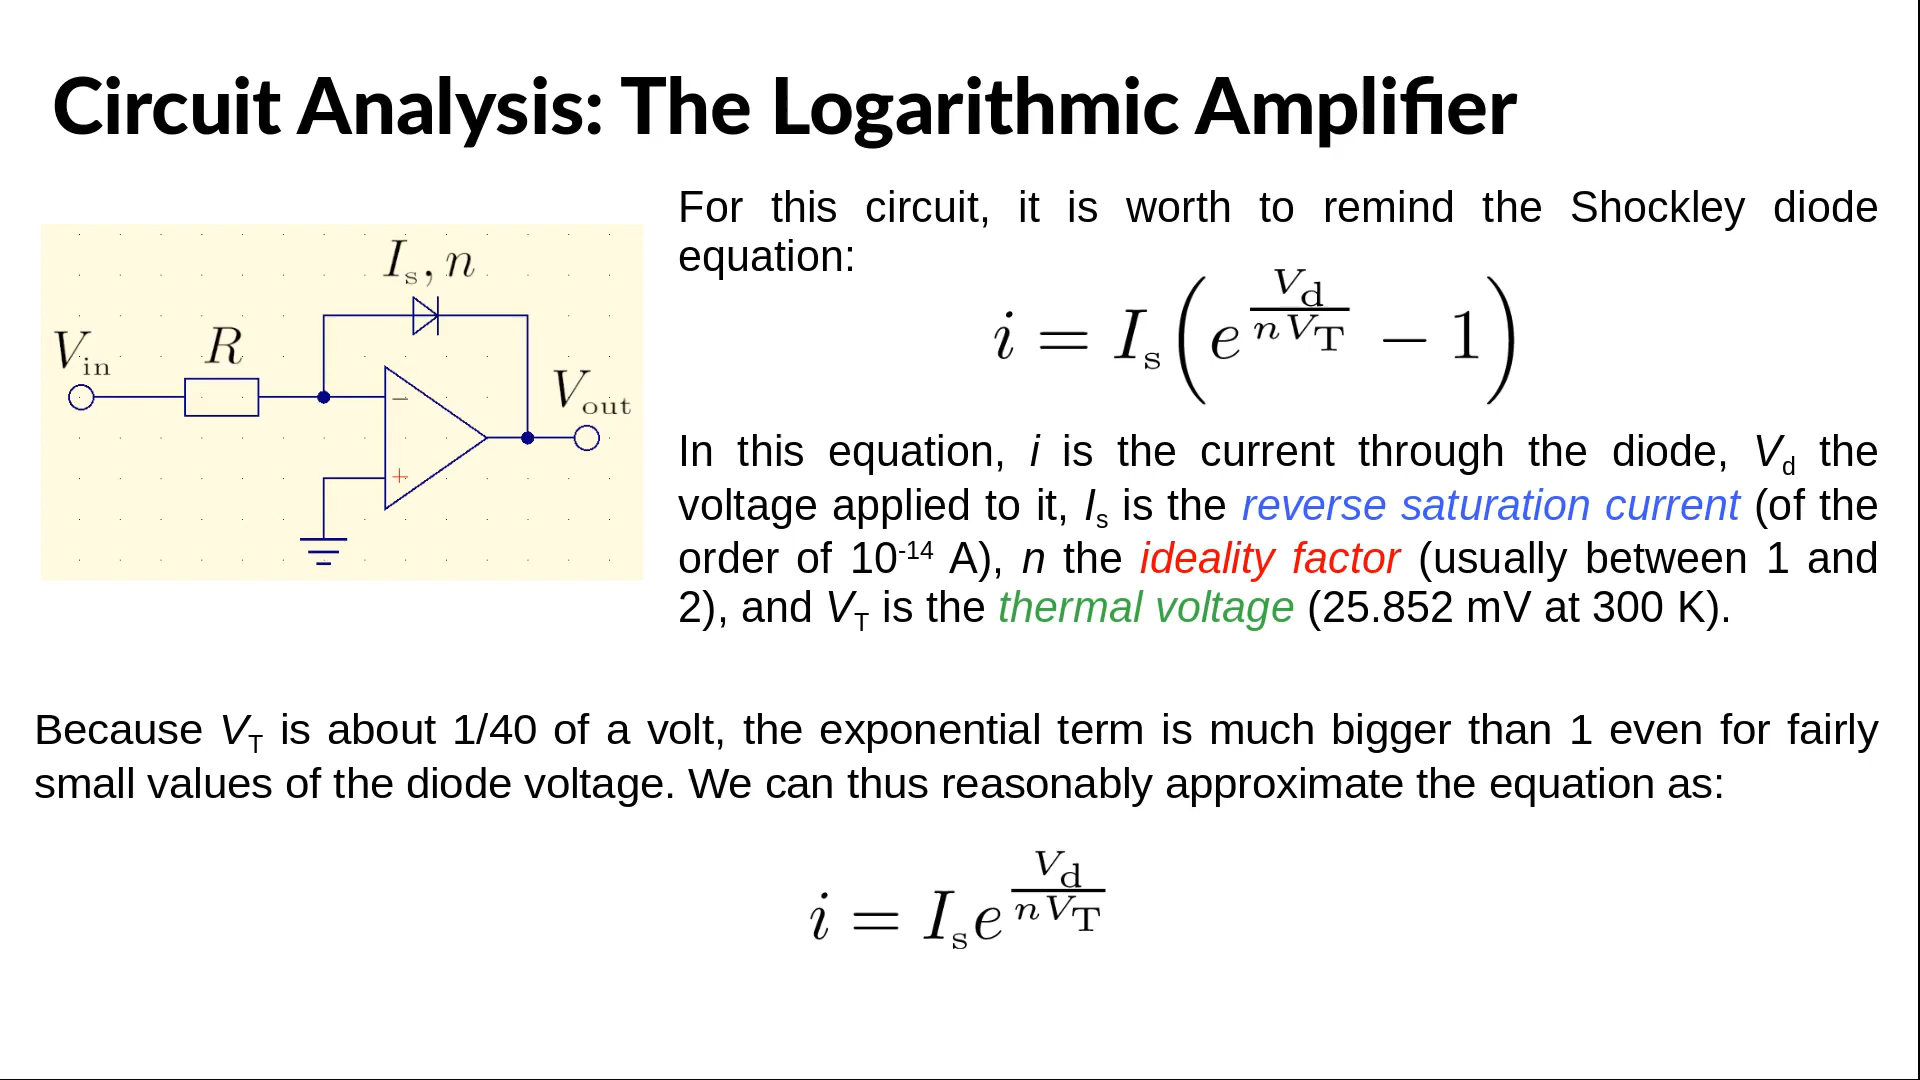 Circuit Analysis: The Logarithmic Amplifier
For this circuit, it is worth to remind the Shockley diode
equation:
i = Is(e^(Vd/(nVT)) − 1)
Is, n
Vin
R
Vout
−
+
In this equation, i is the current through the diode, Vd the
voltage applied to it, Is is the reverse saturation current (of the
order of 10-14 A), n the ideality factor (usually between 1 and
2), and VT is the thermal voltage (25.852 mV at 300 K).
Because VT is about 1/40 of a volt, the exponential term is much bigger than 1 even for fairly
small values of the diode voltage. We can thus reasonably approximate the equation as:
i = Is e^(Vd/(nVT))